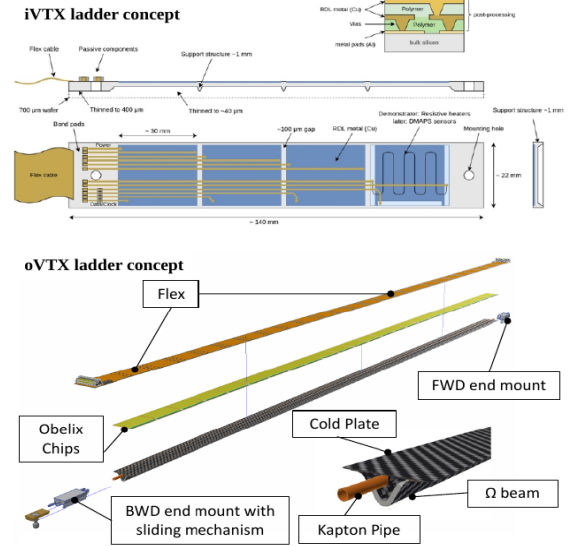 iVTX ladder concept
RDL metal (Cu)
Polymer
Vias
Polymer
post-processing
metal pads (Al)
bulk silicon
Flex cable
Passive components
Support structure ~1 mm
700 µm wafer
Thinned to 400 µm
Thinned to ~40 µm
Bond pads
~ 30 mm
~100 µm gap
RDL metal (Cu)
Demonstrator: Resistive heaters
later: DMAPS sensors
Mounting hole
Support structure ~1 mm
Power
Flex cable
Data/Clock
~ 22 mm
~ 140 mm
oVTX ladder concept
Flex
FWD end mount
Obelix
Chips
Cold Plate
Ω beam
BWD end mount with
sliding mechanism
Kapton Pipe